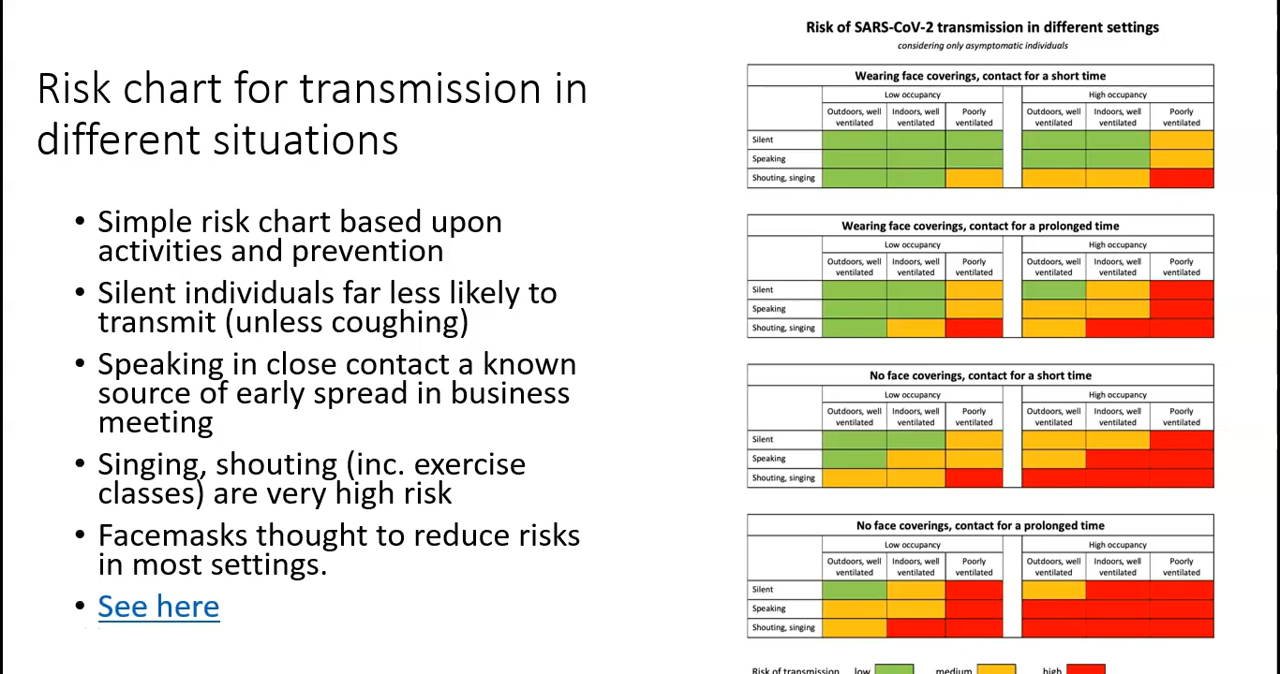 Risk chart for transmission in
different situations
• Simple risk chart based upon
activities and prevention
• Silent individuals far less likely to
transmit (unless coughing)
• Speaking in close contact a known
source of early spread in business
meeting
• Singing, shouting (inc. exercise
classes) are very high risk
• Facemasks thought to reduce risks
in most settings.
• See here
Risk of SARS-CoV-2 transmission in different settings
considering only asymptomatic individuals
Wearing face coverings, contact for a short time
Low occupancy High occupancy
Outdoors, well Indoors, well Poorly Outdoors, well Indoors, well Poorly
ventilated ventilated ventilated ventilated ventilated ventilated
Silent
Speaking
Shouting, singing
Wearing face coverings, contact for a prolonged time
Low occupancy High occupancy
Outdoors, well Indoors, well Poorly Outdoors, well Indoors, well Poorly
ventilated ventilated ventilated ventilated ventilated ventilated
Silent
Speaking
Shouting, singing
No face coverings, contact for a short time
Low occupancy High occupancy
Outdoors, well Indoors, well Poorly Outdoors, well Indoors, well Poorly
ventilated ventilated ventilated ventilated ventilated ventilated
Silent
Speaking
Shouting, singing
No face coverings, contact for a prolonged time
Low occupancy High occupancy
Outdoors, well Indoors, well Poorly Outdoors, well Indoors, well Poorly
ventilated ventilated ventilated ventilated ventilated ventilated
Silent
Speaking
Shouting, singing
Risk of transmission low medium high